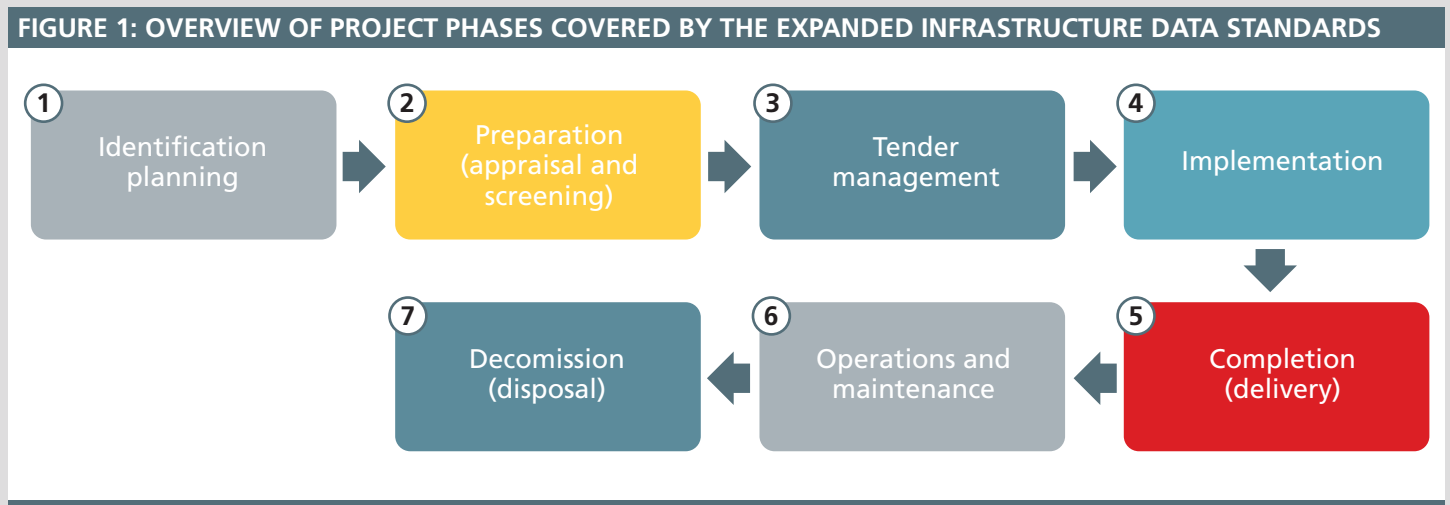 FIGURE 1: OVERVIEW OF PROJECT PHASES COVERED BY THE EXPANDED INFRASTRUCTURE DATA STANDARDS
1
Identification
planning
2
Preparation
(appraisal and
screening)
3
Tender
management
4
Implementation
5
Completion
(delivery)
6
Operations and
maintenance
7
Decomission
(disposal)